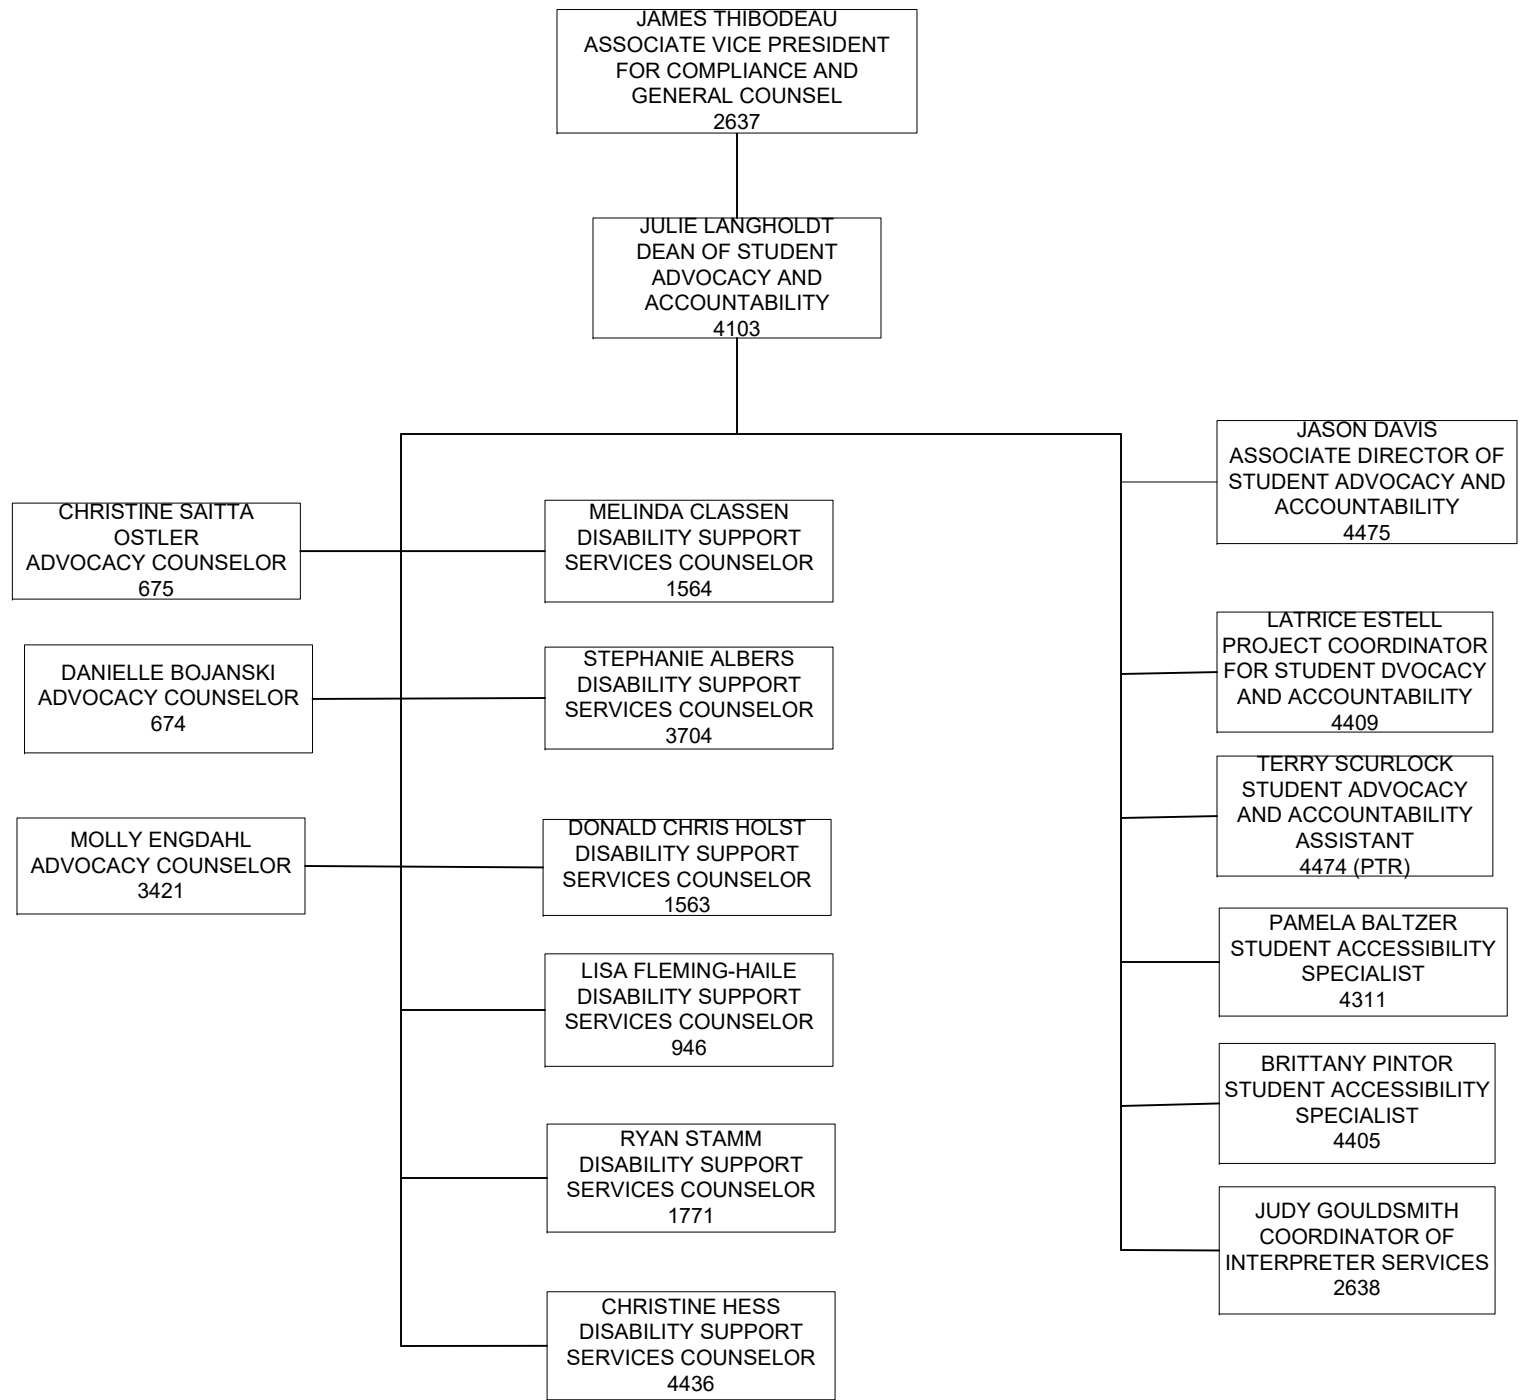 JAMES THIBODEAU
ASSOCIATE VICE PRESIDENT
FOR COMPLIANCE AND
GENERAL COUNSEL
2637
JULIE LANGHOLDT
DEAN OF STUDENT
ADVOCACY AND
ACCOUNTABILITY
4103
CHRISTINE SAITTA
OSTLER
ADVOCACY COUNSELOR
675
DANIELLE BOJANSKI
ADVOCACY COUNSELOR
674
MOLLY ENGDAHL
ADVOCACY COUNSELOR
3421
MELINDA CLASSEN
DISABILITY SUPPORT
SERVICES COUNSELOR
1564
STEPHANIE ALBERS
DISABILITY SUPPORT
SERVICES COUNSELOR
3704
DONALD CHRIS HOLST
DISABILITY SUPPORT
SERVICES COUNSELOR
1563
LISA FLEMING-HAILE
DISABILITY SUPPORT
SERVICES COUNSELOR
946
RYAN STAMM
DISABILITY SUPPORT
SERVICES COUNSELOR
1771
CHRISTINE HESS
DISABILITY SUPPORT
SERVICES COUNSELOR
4436
JASON DAVIS
ASSOCIATE DIRECTOR OF
STUDENT ADVOCACY AND
ACCOUNTABILITY
4475
LATRICE ESTELL
PROJECT COORDINATOR
FOR STUDENT DVOCACY
AND ACCOUNTABILITY
4409
TERRY SCURLOCK
STUDENT ADVOCACY
AND ACCOUNTABILITY
ASSISTANT
4474 (PTR)
PAMELA BALTZER
STUDENT ACCESSIBILITY
SPECIALIST
4311
BRITTANY PINTOR
STUDENT ACCESSIBILITY
SPECIALIST
4405
JUDY GOULDSMITH
COORDINATOR OF
INTERPRETER SERVICES
2638